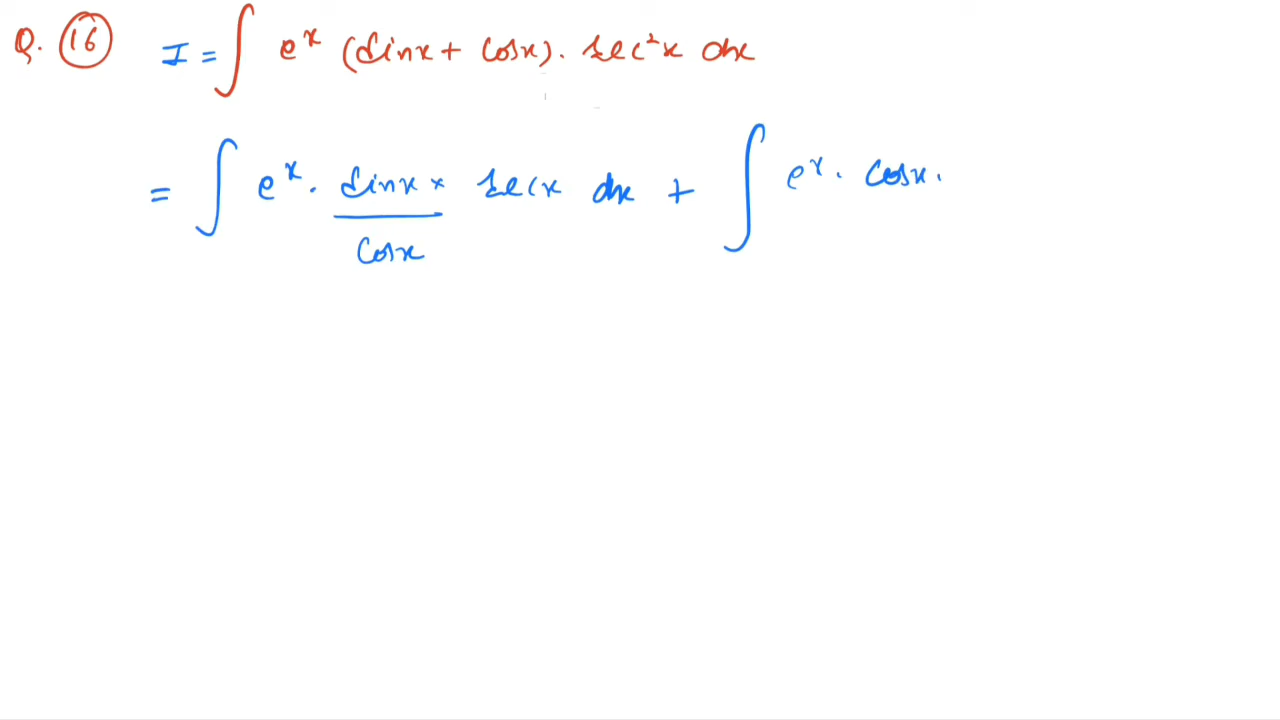 Q. (16) I = ∫ e^x (sinx + cosx). sec²x dx
= ∫ e^x . sinx/cosx × secx dx + ∫ e^x . cosx.